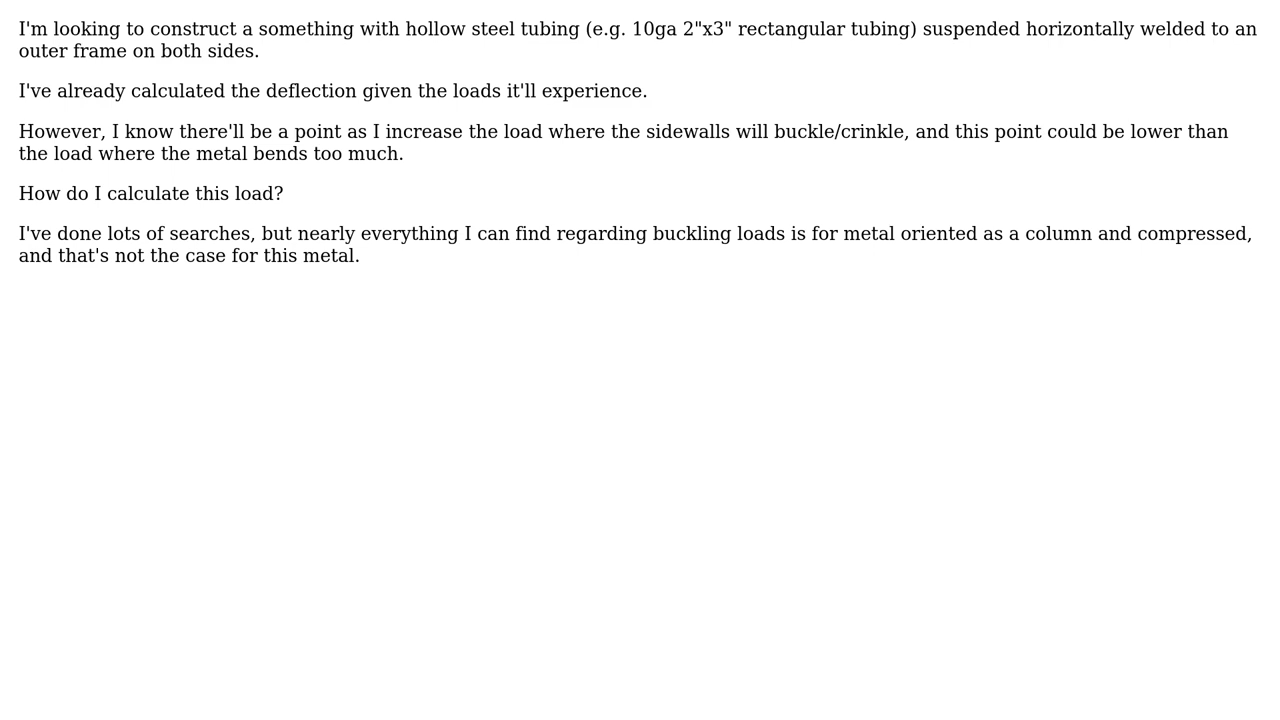 I'm looking to construct a something with hollow steel tubing (e.g. 10ga 2"x3" rectangular tubing) suspended horizontally welded to an
outer frame on both sides.
I've already calculated the deflection given the loads it'll experience.
However, I know there'll be a point as I increase the load where the sidewalls will buckle/crinkle, and this point could be lower than
the load where the metal bends too much.
How do I calculate this load?
I've done lots of searches, but nearly everything I can find regarding buckling loads is for metal oriented as a column and compressed,
and that's not the case for this metal.